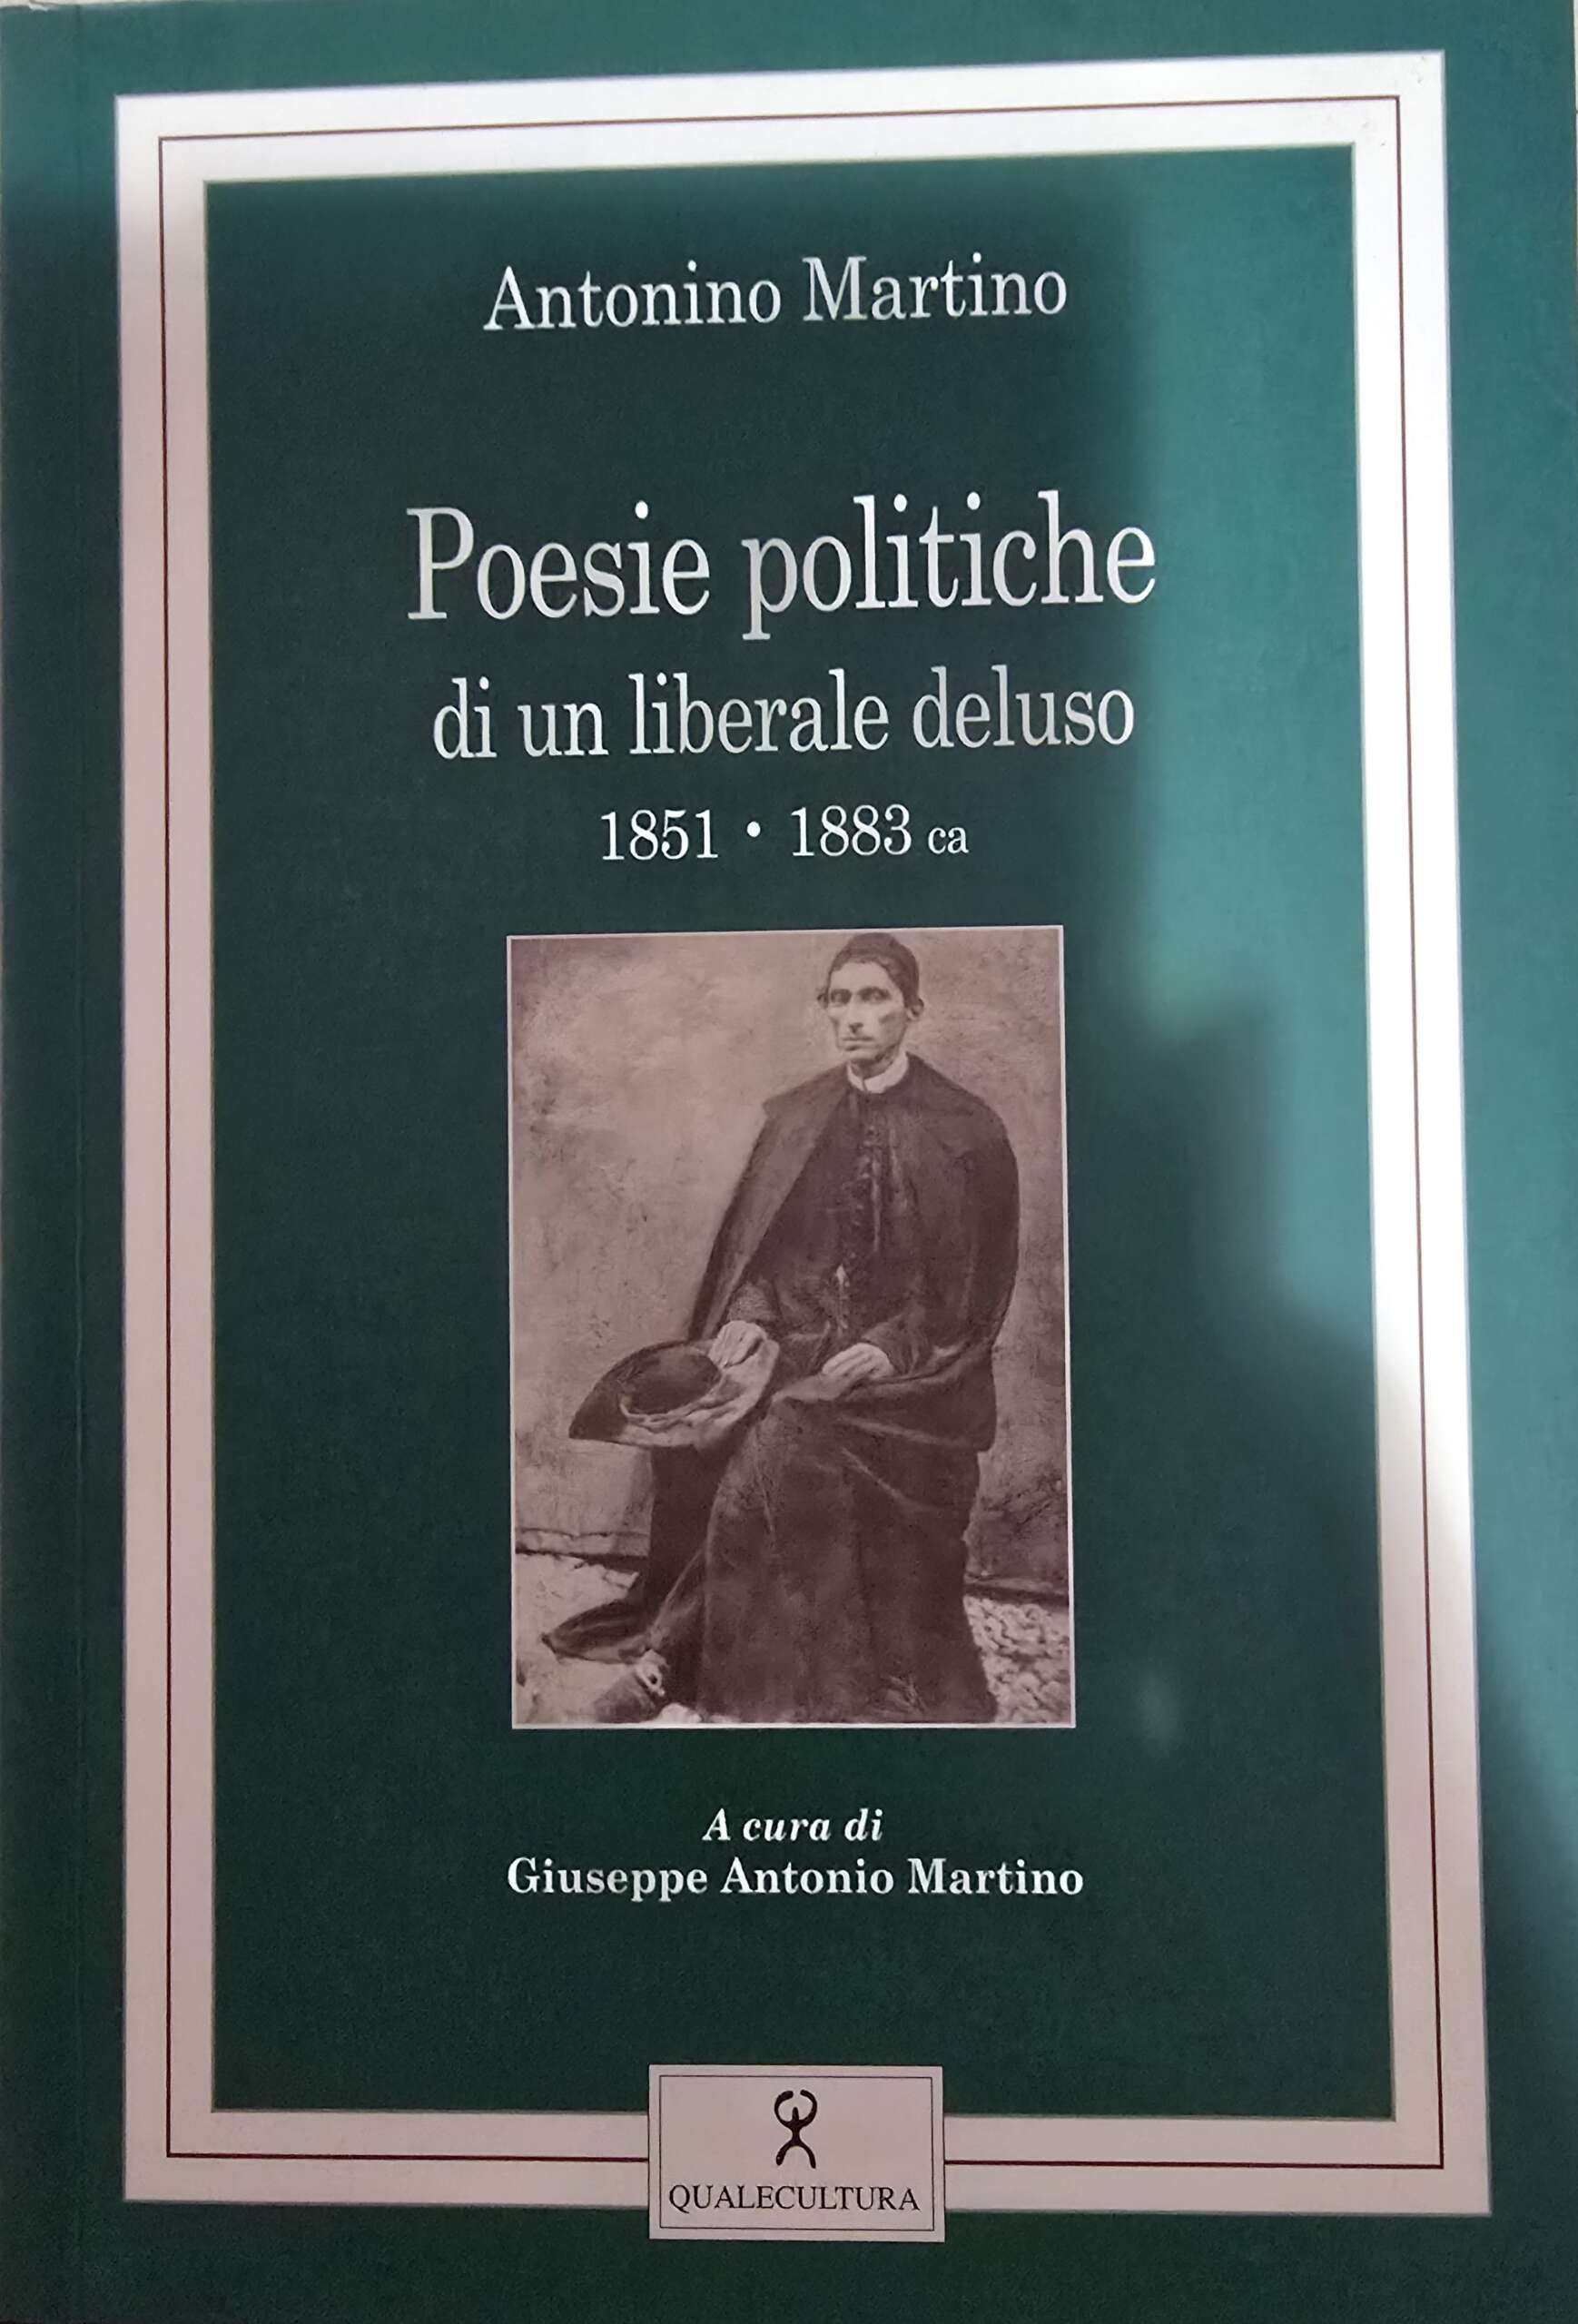 Antonino Martino
Poesie politiche
di un liberale deluso
1851 • 1883 ca
A cura di
Giuseppe Antonio Martino
QUALECULTURA